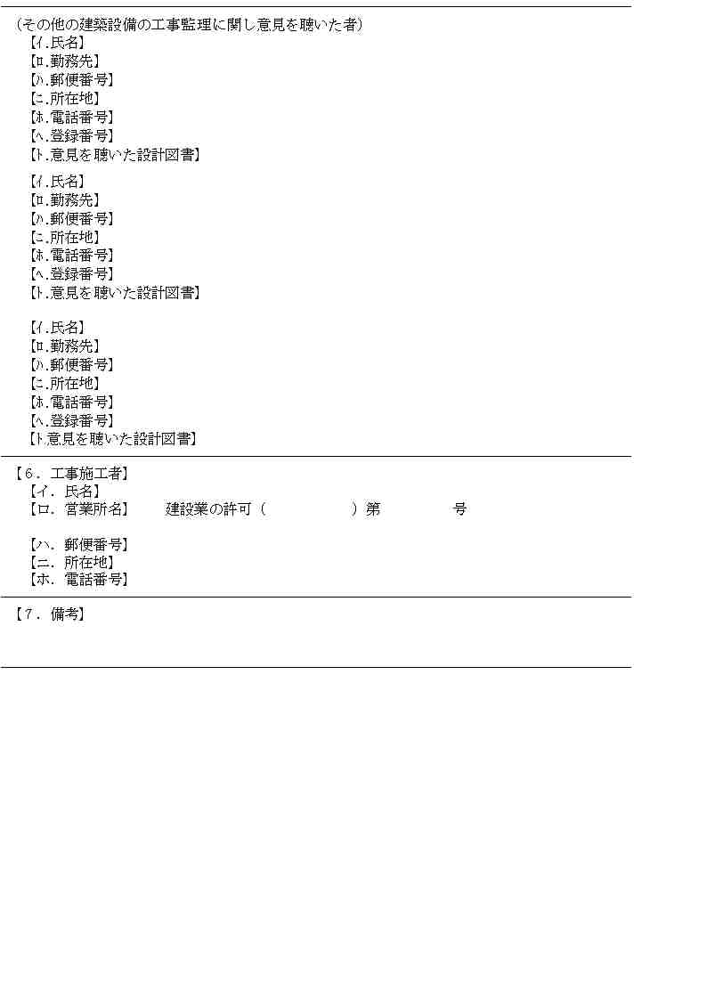 （その他の建築設備の工事監理に関し意見を聴いた者）
【ｲ.氏名】
【ﾛ.勤務先】
【ﾊ.郵便番号】
【ﾆ.所在地】
【ﾎ.電話番号】
【ﾍ.登録番号】
【ﾄ.意見を聴いた設計図書】
【ｲ.氏名】
【ﾛ.勤務先】
【ﾊ.郵便番号】
【ﾆ.所在地】
【ﾎ.電話番号】
【ﾍ.登録番号】
【ﾄ.意見を聴いた設計図書】
【ｲ.氏名】
【ﾛ.勤務先】
【ﾊ.郵便番号】
【ﾆ.所在地】
【ﾎ.電話番号】
【ﾍ.登録番号】
【ﾄ意見を聴いた設計図書】
【６．工事施工者】
【イ．氏名】
【ロ．営業所名】　　建設業の許可（　　　　　　）第　　　　　号
【ハ．郵便番号】
【ニ．所在地】
【ホ．電話番号】
【７．備考】